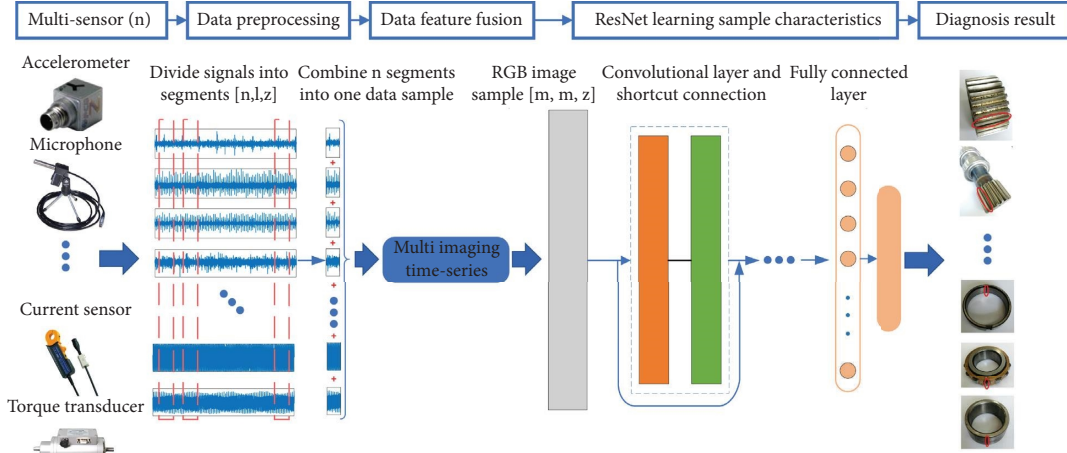 Multi-sensor (n)
Data preprocessing
Data feature fusion
ResNet learning sample characteristics
Diagnosis result
Accelerometer
Microphone
Current sensor
Torque transducer
Divide signals into
segments [n,l,z]
Combine n segments
into one data sample
+
+
+
+
+
+
Multi imaging
time-series
RGB image
sample [m, m, z]
Convolutional layer and
shortcut connection
Fully connected
layer